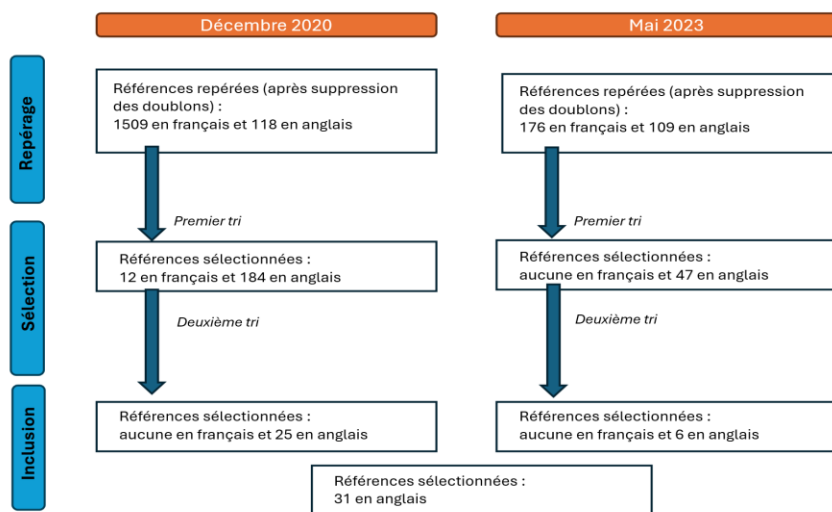 Décembre 2020
Mai 2023
Repérage
Références repérées (après suppression
des doublons) :
1509 en français et 118 en anglais
Références repérées (après suppression
des doublons) :
176 en français et 109 en anglais
Premier tri
Premier tri
Sélection
Références sélectionnées :
12 en français et 184 en anglais
Références sélectionnées :
aucune en français et 47 en anglais
Deuxième tri
Deuxième tri
Inclusion
Références sélectionnées :
aucune en français et 25 en anglais
Références sélectionnées :
aucune en français et 6 en anglais
Références sélectionnées :
31 en anglais